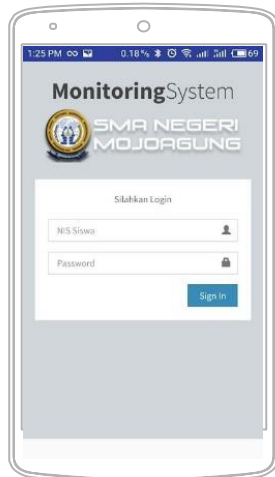 1:25 PM 0.18% 69
MonitoringSystem
SMA NEGERI
MOJOAGUNG
Silahkan Login
NIS Siswa
Password
Sign In